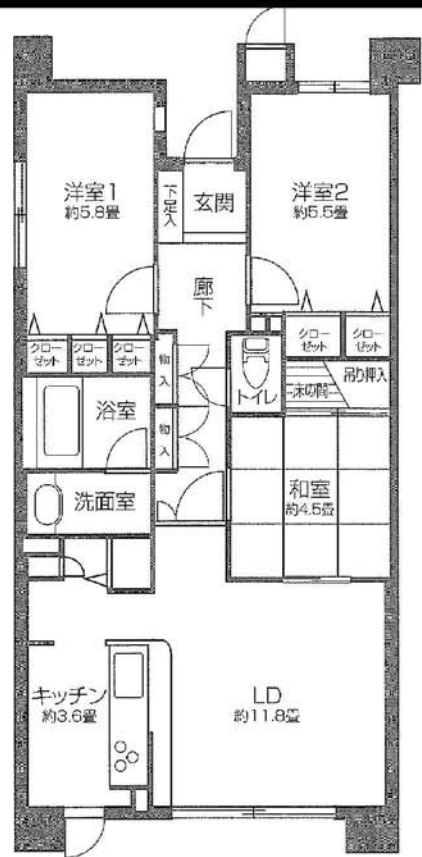 洋室1
約5.8畳
下足入
玄関
洋室2
約5.5畳
廊下
クローゼット
クローゼット
クローゼット
物入
クローゼット
クローゼット
トイレ
床の間
吊り押入
浴室
物入
洗面室
和室
約4.5畳
キッチン
約3.6畳
LD
約11.8畳